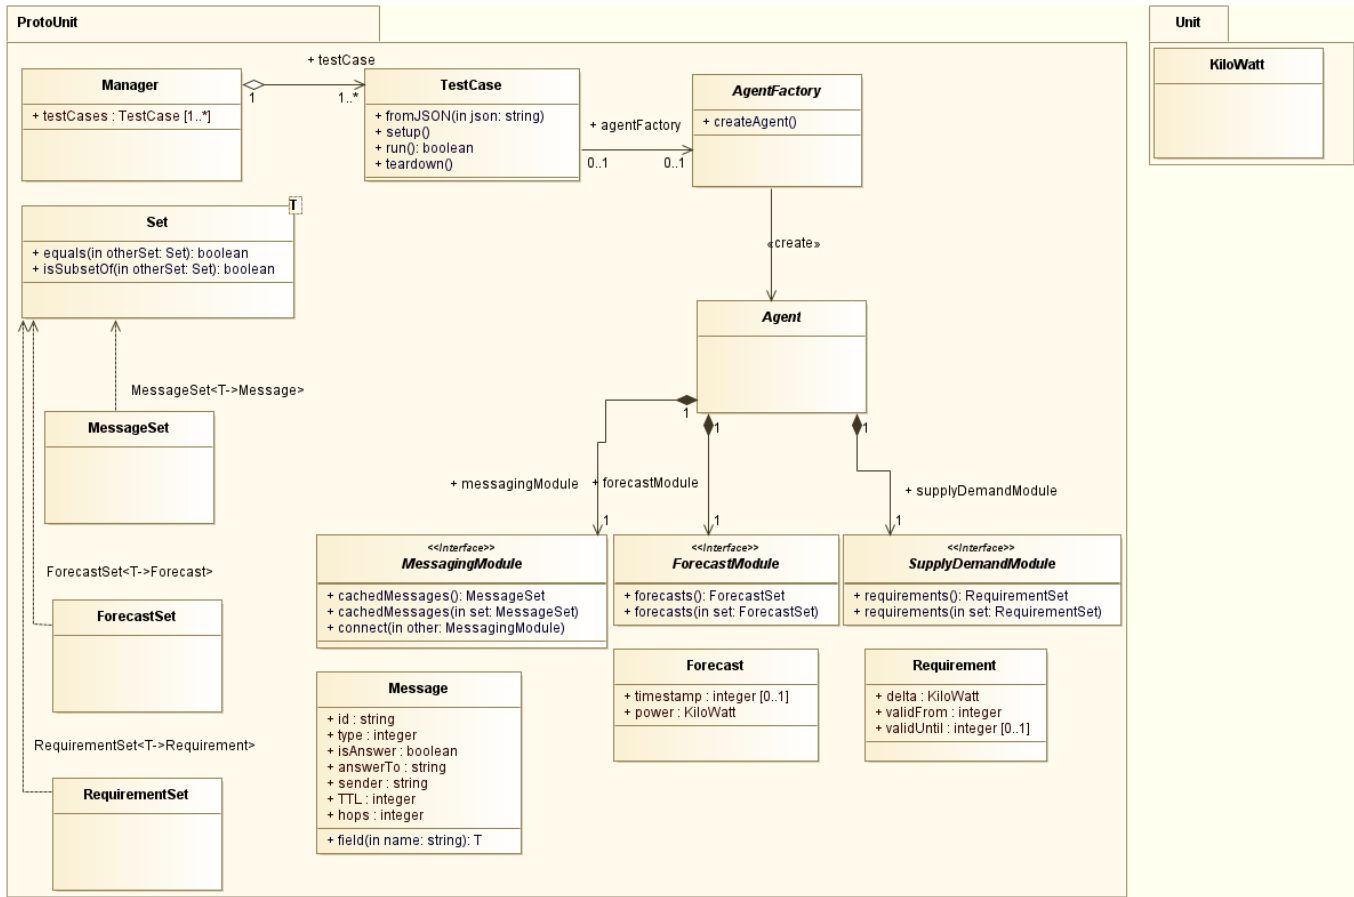 ProtoUnit
Unit
Manager
+ testCases : TestCase [1..*]
+ testCase
1
1..*
TestCase
+ fromJSON(in json: string)
+ setup()
+ run(): boolean
+ teardown()
+ agentFactory
0..1
0..1
AgentFactory
+ createAgent()
KiloWatt
T
Set
+ equals(in otherSet: Set): boolean
+ isSubsetOf(in otherSet: Set): boolean
«create»
Agent
MessageSet<T->Message>
MessageSet
1
1
1
+ messagingModule
+ forecastModule
+ supplyDemandModule
1
1
1
<<Interface>>
MessagingModule
+ cachedMessages(): MessageSet
+ cachedMessages(in set: MessageSet)
+ connect(in other: MessagingModule)
<<Interface>>
ForecastModule
+ forecasts(): ForecastSet
+ forecasts(in set: ForecastSet)
<<Interface>>
SupplyDemandModule
+ requirements(): RequirementSet
+ requirements(in set: RequirementSet)
ForecastSet<T->Forecast>
ForecastSet
Message
+ id : string
+ type : integer
+ isAnswer : boolean
+ answerTo : string
+ sender : string
+ TTL : integer
+ hops : integer
+ field(in name: string): T
Forecast
+ timestamp : integer [0..1]
+ power : KiloWatt
Requirement
+ delta : KiloWatt
+ validFrom : integer
+ validUntil : integer [0..1]
RequirementSet<T->Requirement>
RequirementSet